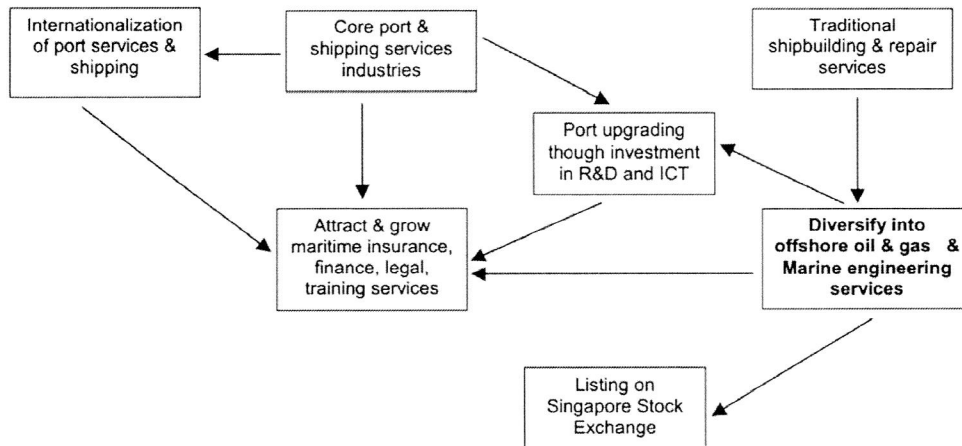 Internationalization
of port services &
shipping
Core port &
shipping services
industries
Traditional
shipbuilding & repair
services
Port upgrading
though investment
in R&D and ICT
Attract & grow
maritime insurance,
finance, legal,
training services
Diversify into
offshore oil & gas &
Marine engineering
services
Listing on
Singapore Stock
Exchange